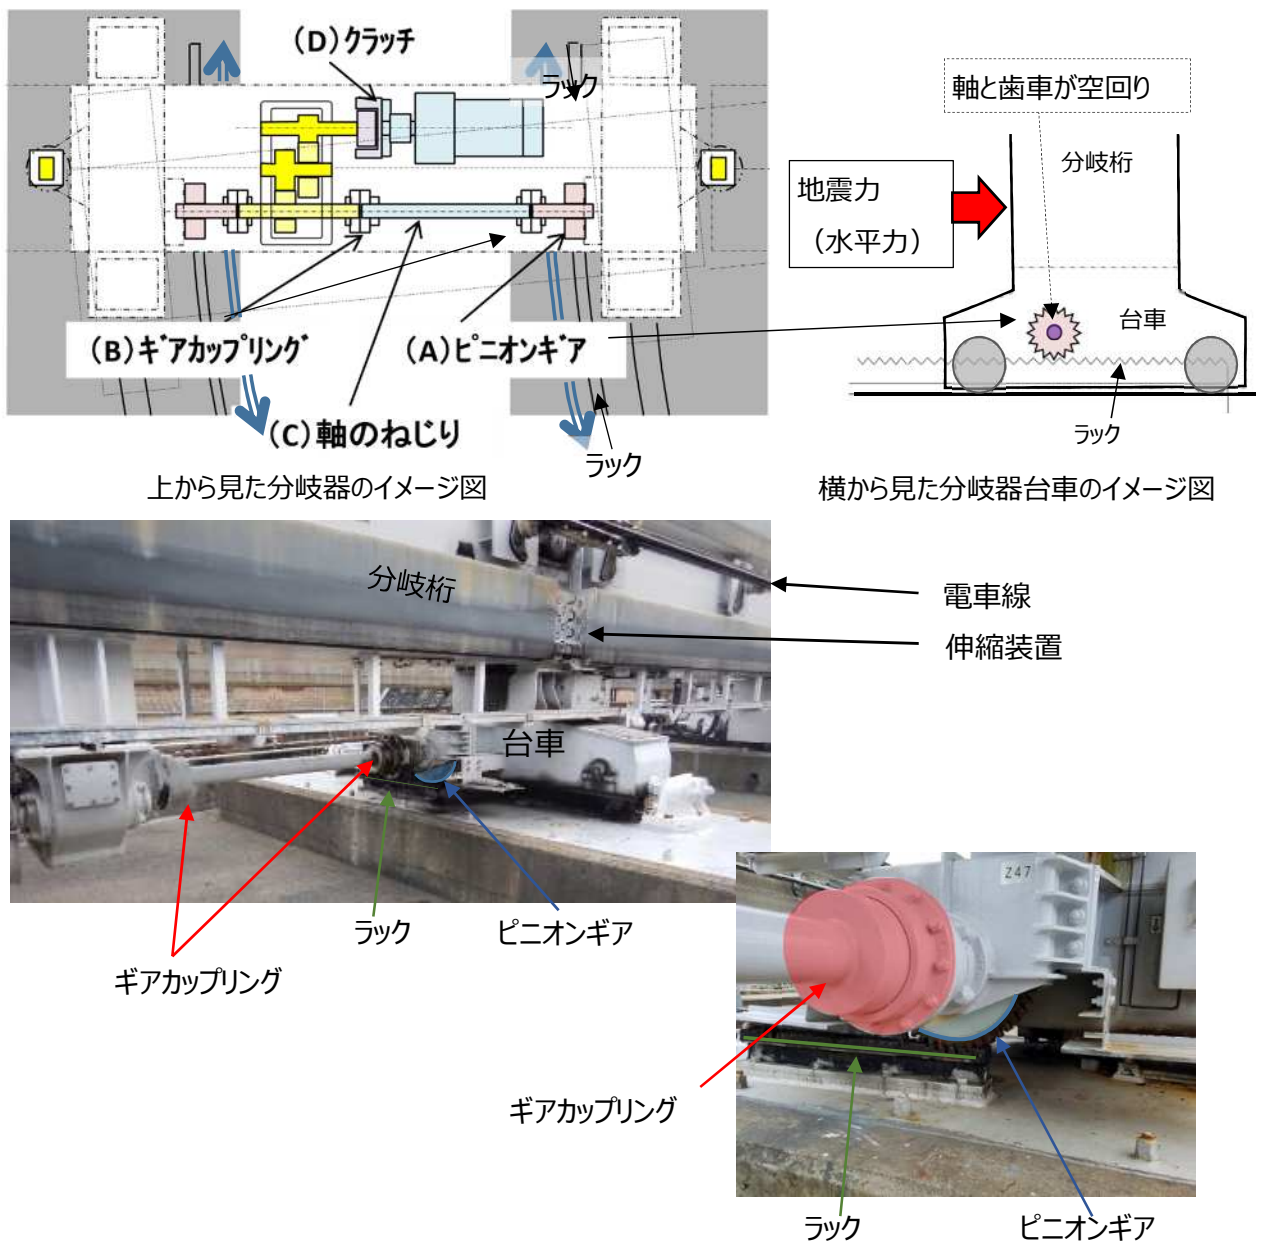 (D)クラッチ
ラック
(B)ギアカップリング
(A)ピニオンギア
(C)軸のねじり
ラック
上から見た分岐器のイメージ図
軸と歯車が空回り
分岐桁
地震力
(水平力)
台車
ラック
横から見た分岐器台車のイメージ図
分岐桁
電車線
伸縮装置
台車
ラック
ピニオンギア
ギアカップリング
Z47
ギアカップリング
ラック
ピニオンギア